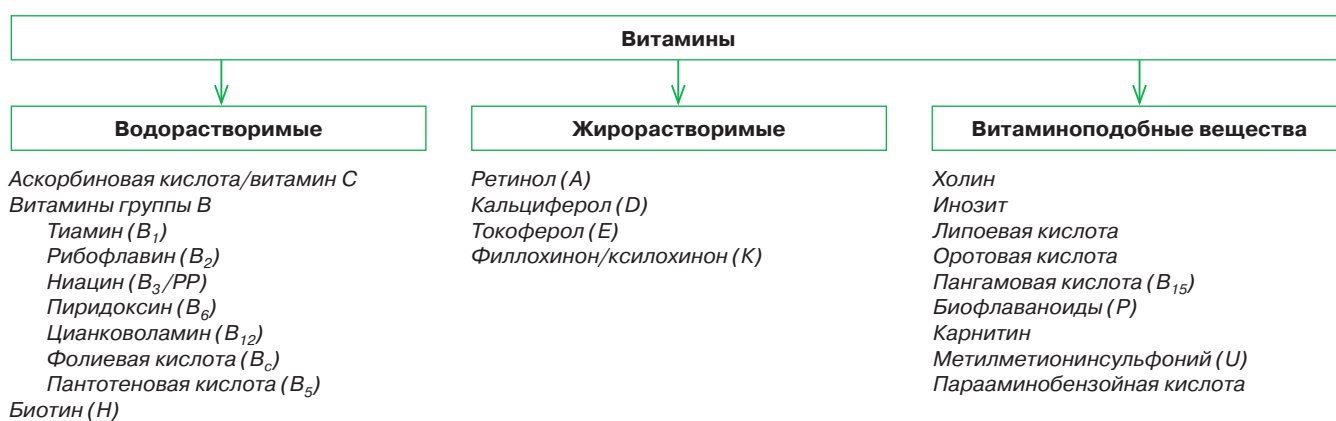 Витамины
Водорастворимые
Аскорбиновая кислота/витамин С
Витамины группы В
Тиамин (B₁)
Рибофлавин (B₂)
Ниацин (B₃/PP)
Пиридоксин (B₆)
Цианковоламин (B₁₂)
Фолиевая кислота (B_c)
Пантотеновая кислота (B₅)
Биотин (Н)
Жирорастворимые
Ретинол (А)
Кальциферол (D)
Токоферол (Е)
Филлохинон/ксилохинон (К)
Витаминоподобные вещества
Холин
Инозит
Липоевая кислота
Оротовая кислота
Пангамовая кислота (B₁₅)
Биофлаваноиды (Р)
Карнитин
Метилметионинсульфоний (U)
Парааминобензойная кислота